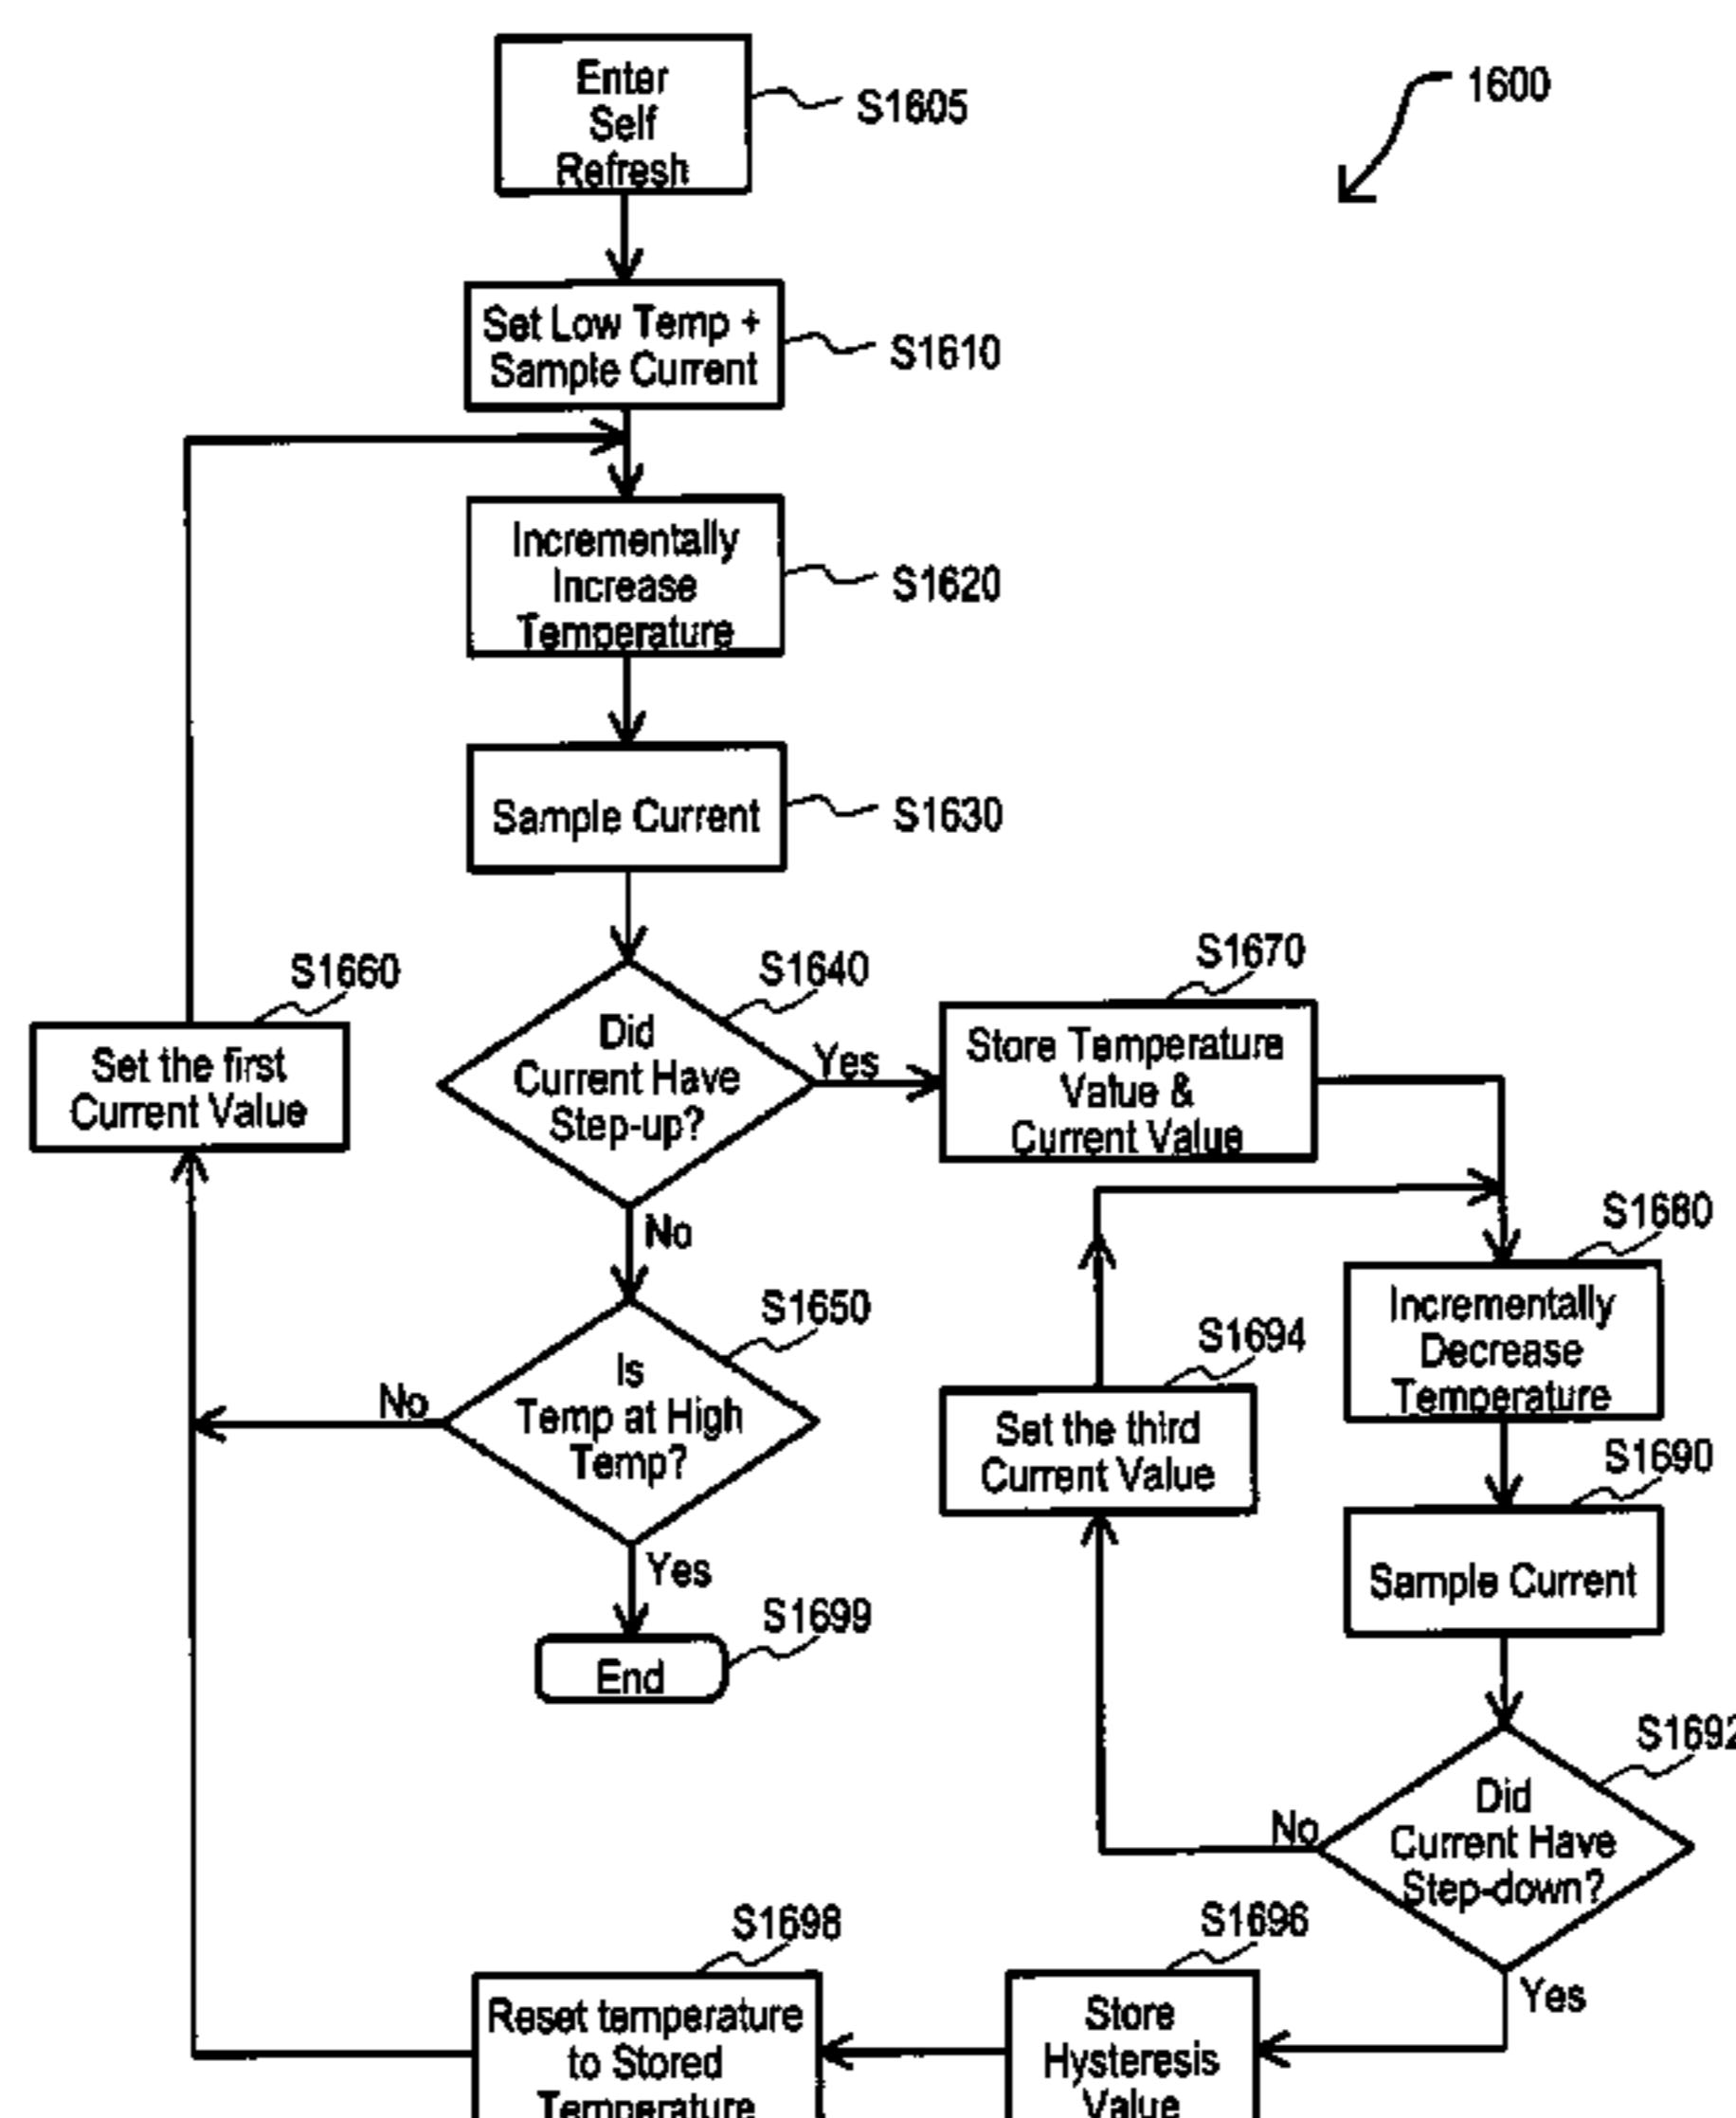 1600
Enter
Self
Refresh
S1605
Set Low Temp +
Sample Current
S1610
Incrementally
Increase
Temperature
S1620
Sample Current
S1630
S1660
Set the first
Current Value
S1640
Did
Current Have
Step-up?
Yes
No
S1670
Store Temperature
Value &
Current Value
S1650
Is
Temp at High
Temp?
No
Yes
S1699
End
S1680
Incrementally
Decrease
Temperature
S1694
Set the third
Current Value
S1690
Sample Current
S1692
Did
Current Have
Step-down?
No
Yes
S1696
Store
Hysteresis
Value
S1698
Reset temperature
to Stored
Temperature